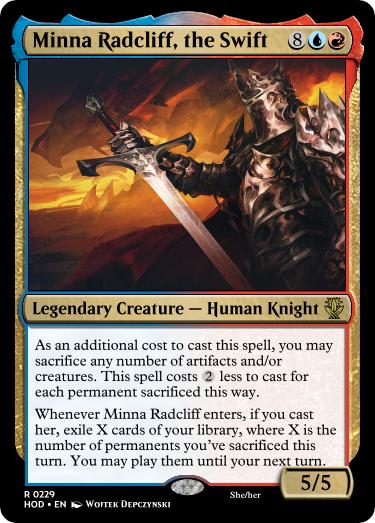 Minna Radcliff, the Swift 8
Legendary Creature — Human Knight
As an additional cost to cast this spell, you may
sacrifice any number of artifacts and/or
creatures. This spell costs 2 less to cast for
each permanent sacrificed this way.
Whenever Minna Radcliff enters, if you cast
her, exile X cards of your library, where X is the
number of permanents you've sacrificed this
turn. You may play them until your next turn.
5/5
R 0229
She/her
HOD • EN Wojtek Depczynski